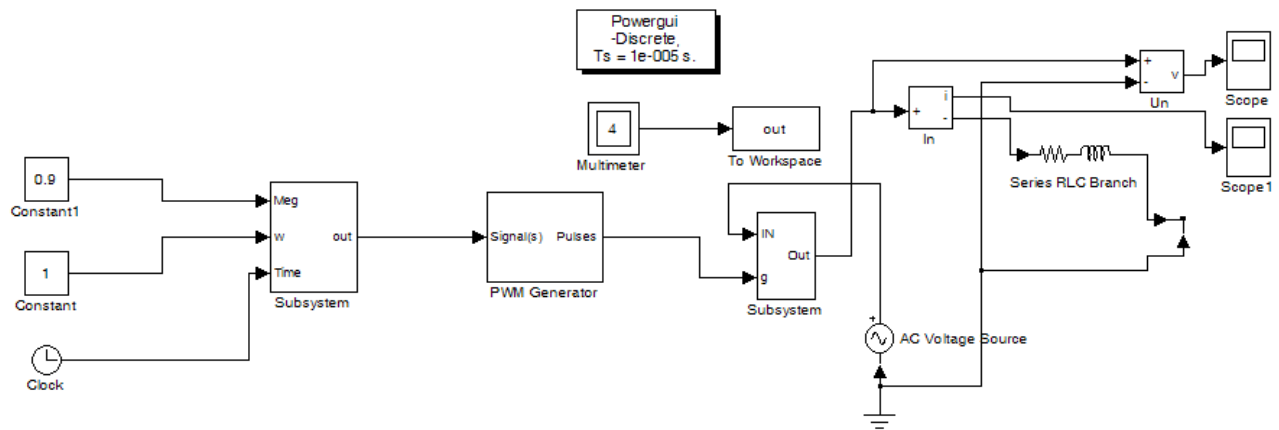 Powergui
-Discrete,
Ts = 1e-005 s.
4
Multimeter
out
To Workspace
+
-
v
Un
Scope
+
i
-
In
Scope1
Series RLC Branch
0.9
Constant1
1
Constant
Clock
Meg
w
Time
out
Subsystem
Signal(s)
Pulses
PWM Generator
IN
g
Out
Subsystem
+
AC Voltage Source